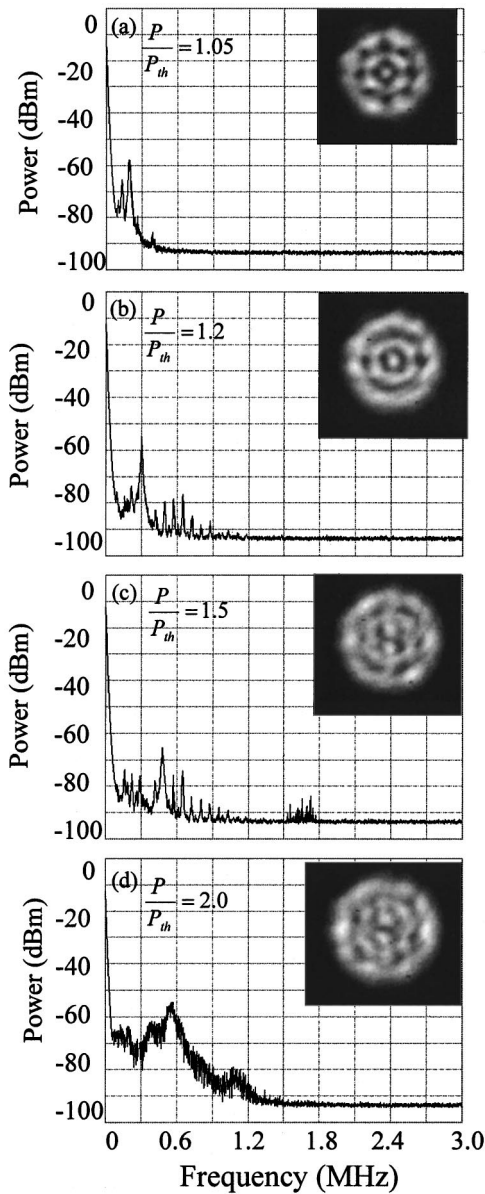 (a) P/P_th = 1.05
Power (dBm)
0
-20
-40
-60
-80
-100
(b) P/P_th = 1.2
Power (dBm)
0
-20
-40
-60
-80
-100
(c) P/P_th = 1.5
Power (dBm)
0
-20
-40
-60
-80
-100
(d) P/P_th = 2.0
Power (dBm)
0
-20
-40
-60
-80
-100
0 0.6 1.2 1.8 2.4 3.0
Frequency (MHz)